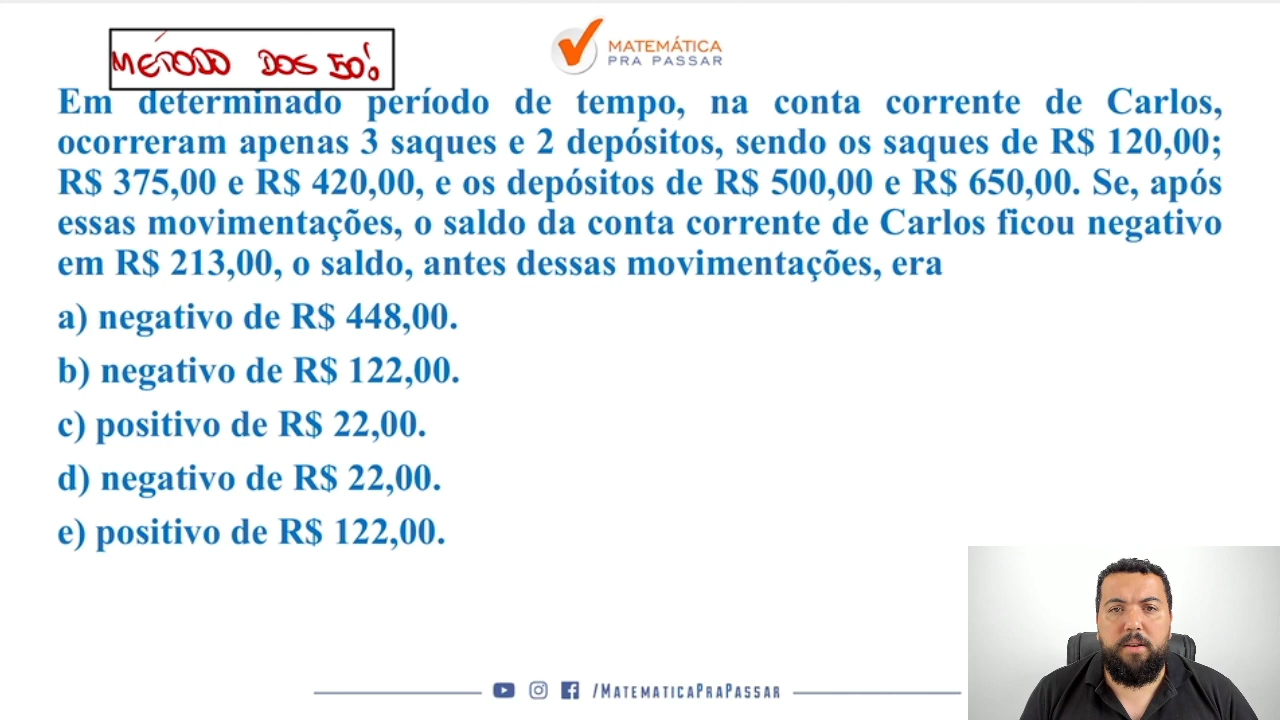 MÉTODO DOS 50!
MATEMÁTICA
PRA PASSAR
Em determinado período de tempo, na conta corrente de Carlos,
ocorreram apenas 3 saques e 2 depósitos, sendo os saques de R$ 120,00;
R$ 375,00 e R$ 420,00, e os depósitos de R$ 500,00 e R$ 650,00. Se, após
essas movimentações, o saldo da conta corrente de Carlos ficou negativo
em R$ 213,00, o saldo, antes dessas movimentações, era
a) negativo de R$ 448,00.
b) negativo de R$ 122,00.
c) positivo de R$ 22,00.
d) negativo de R$ 22,00.
e) positivo de R$ 122,00.
/MATEMATICAPRAPASSAR